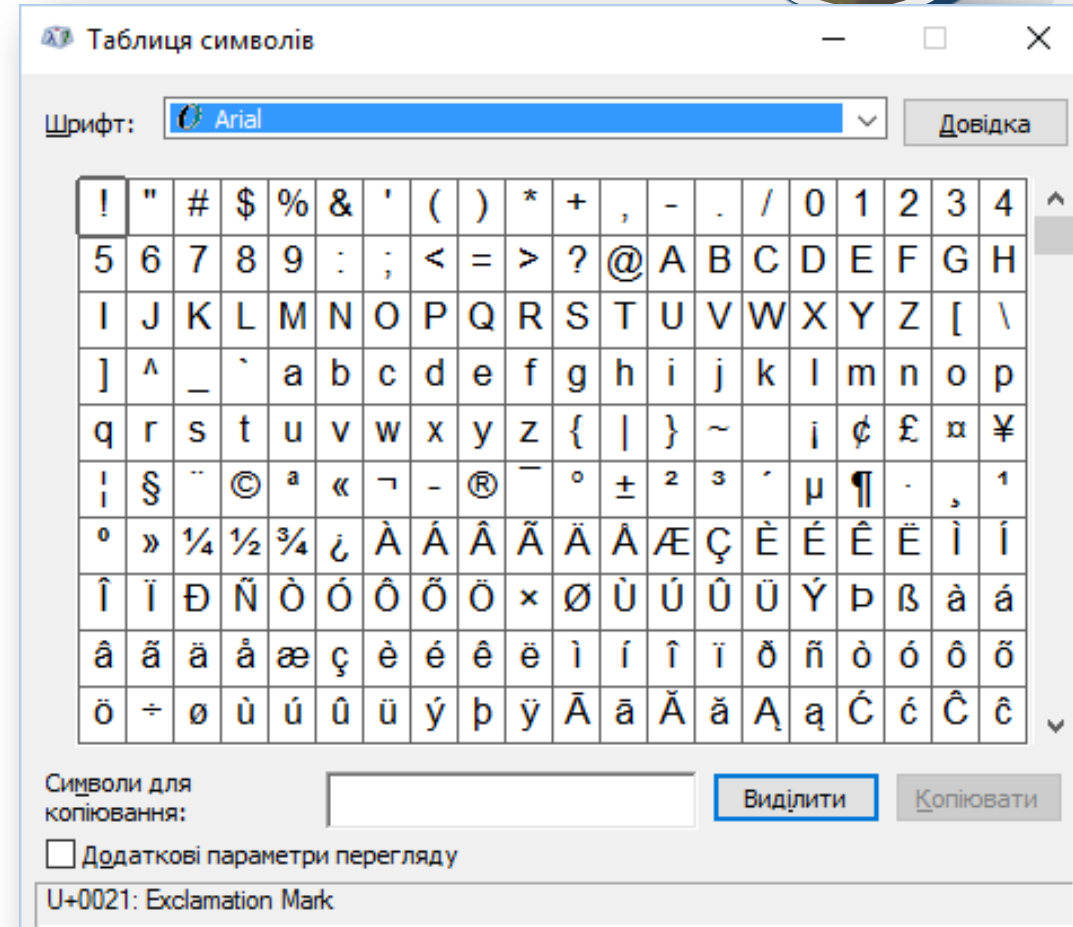 Таблиця символів
Шрифт: Arial Довідка
! " # $ % & ' ( ) * + , - . / 0 1 2 3 4
5 6 7 8 9 : ; < = > ? @ A B C D E F G H
I J K L M N O P Q R S T U V W X Y Z [ \
] ^ _ ` a b c d e f g h i j k l m n o p
q r s t u v w x y z { | } ~ ¡ ¢ £ ¤ ¥
¦ § ¨ © ª « ¬ - ® ¯ ° ± ² ³ ´ µ ¶ · ¸ ¹
º » ¼ ½ ¾ ¿ À Á Â Ã Ä Å Æ Ç È É Ê Ë Ì Í
Î Ï Ð Ñ Ò Ó Ô Õ Ö × Ø Ù Ú Û Ü Ý Þ ß à á
â ã ä å æ ç è é ê ë ì í î ï ð ñ ò ó ô õ
ö ÷ ø ù ú û ü ý þ ÿ Ā ā Ă ă Ą ą Ć ć Ĉ ĉ
Символи для
копіювання:
Виділити Копіювати
Додаткові параметри перегляду
U+0021: Exclamation Mark